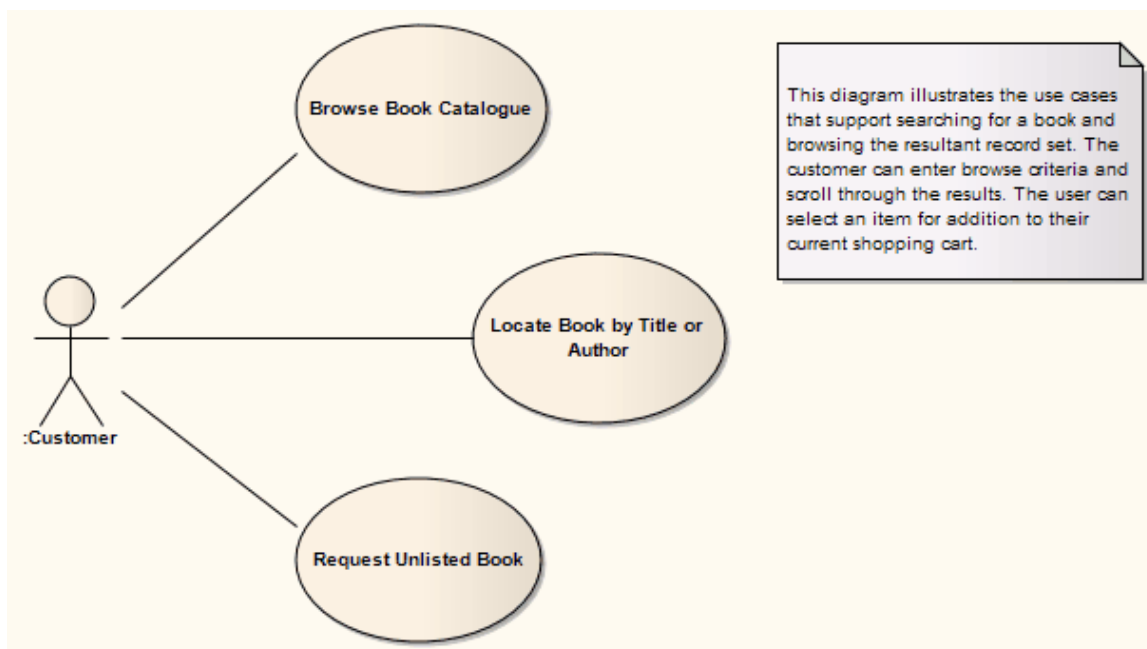 Browse Book Catalogue
This diagram illustrates the use cases
that support searching for a book and
browsing the resultant record set. The
customer can enter browse criteria and
scroll through the results. The user can
select an item for addition to their
current shopping cart.
Locate Book by Title or
Author
:Customer
Request Unlisted Book